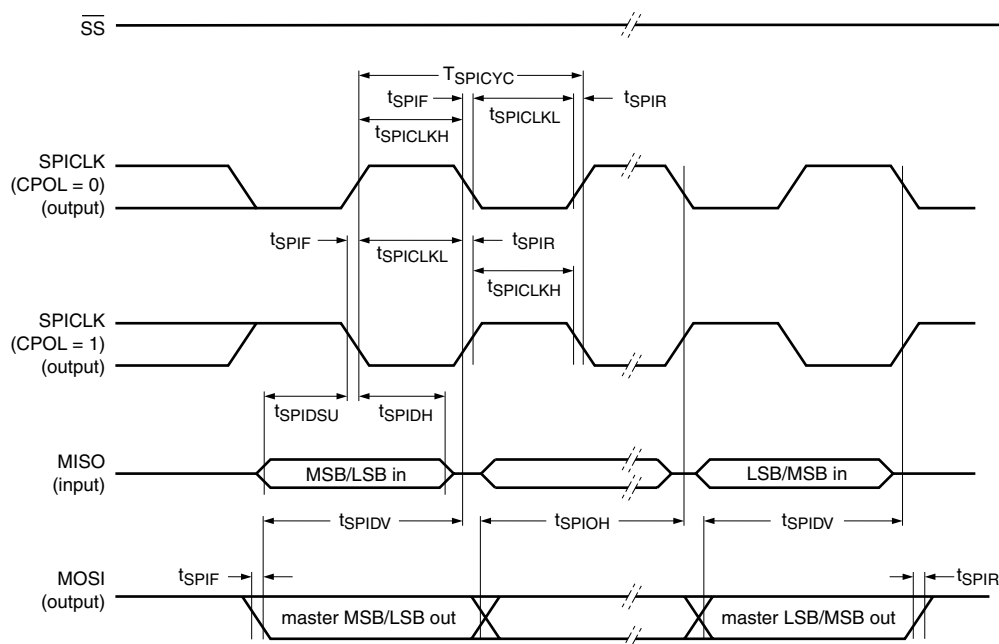 SS
TSPICYC
tSPIF tSPICLKL tSPIR
tSPICLKH
SPICLK
(CPOL = 0)
(output)
tSPIF tSPICLKL tSPIR
tSPICLKH
SPICLK
(CPOL = 1)
(output)
tSPIDSU tSPIDH
MISO
(input)
MSB/LSB in LSB/MSB in
tSPIDV tSPIOH tSPIDV
tSPIF tSPIR
MOSI
(output)
master MSB/LSB out master LSB/MSB out